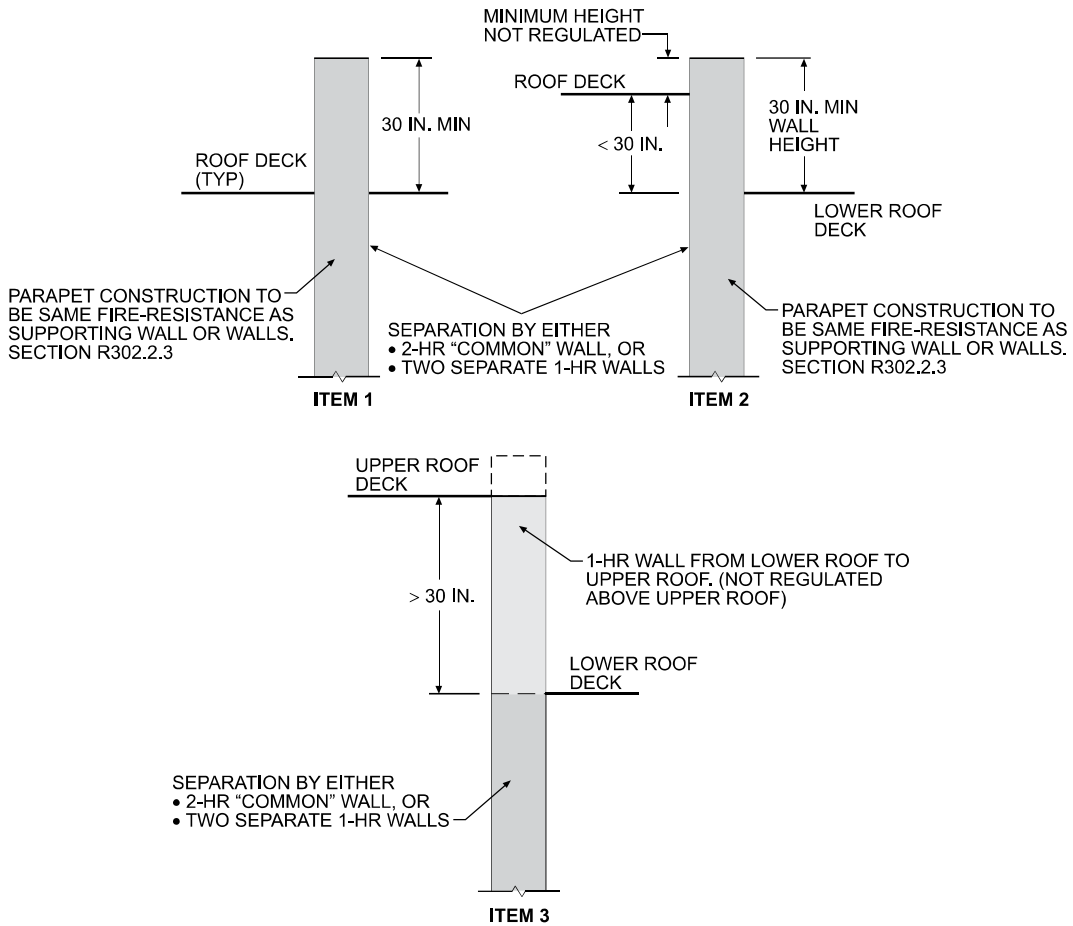 MINIMUM HEIGHT
NOT REGULATED
ROOF DECK
30 IN. MIN
< 30 IN.
30 IN. MIN
WALL
HEIGHT
ROOF DECK
(TYP)
LOWER ROOF
DECK
PARAPET CONSTRUCTION TO
BE SAME FIRE-RESISTANCE AS
SUPPORTING WALL OR WALLS.
SECTION R302.2.3
SEPARATION BY EITHER
• 2-HR “COMMON” WALL, OR
• TWO SEPARATE 1-HR WALLS
PARAPET CONSTRUCTION TO
BE SAME FIRE-RESISTANCE AS
SUPPORTING WALL OR WALLS.
SECTION R302.2.3
ITEM 1
ITEM 2
UPPER ROOF
DECK
> 30 IN.
1-HR WALL FROM LOWER ROOF TO
UPPER ROOF. (NOT REGULATED
ABOVE UPPER ROOF)
LOWER ROOF
DECK
SEPARATION BY EITHER
• 2-HR “COMMON” WALL, OR
• TWO SEPARATE 1-HR WALLS
ITEM 3